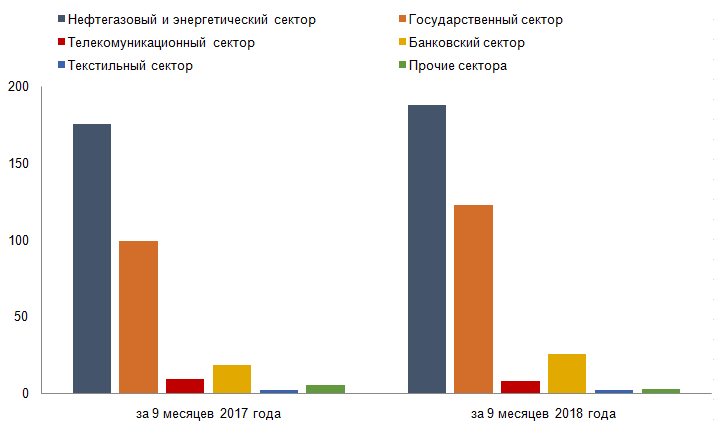 Нефтегазовый и энергетический сектор
Государственный сектор
Телекомуникационный сектор
Банковский сектор
Текстильный сектор
Прочие сектора
200
150
100
50
0
за 9 месяцев 2017 года
за 9 месяцев 2018 года